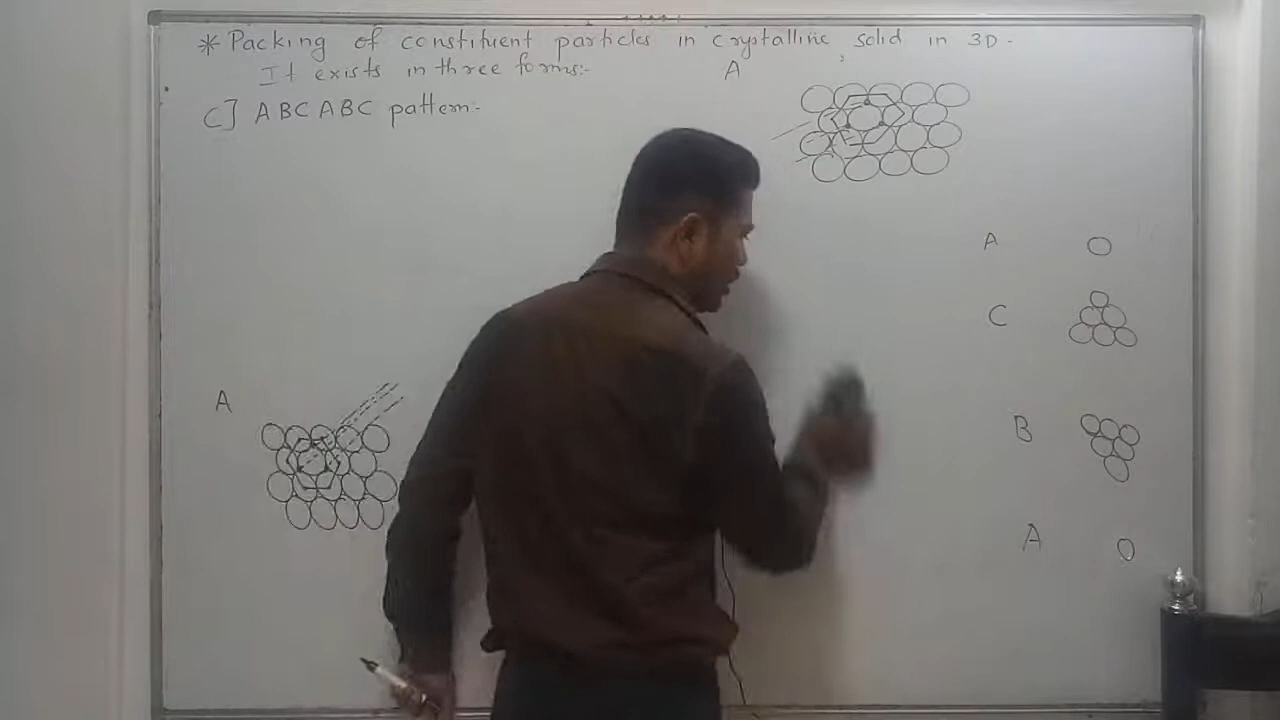 * Packing of constituent particles in crystalline solid in 3D-
It exists in three forms:-
C] ABCABC pattern:-
A
A
C
B
A
A